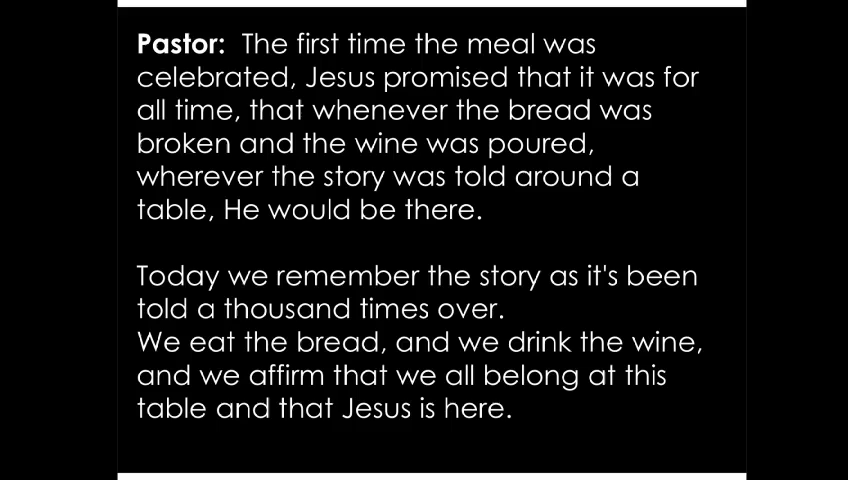 Pastor: The first time the meal was
celebrated, Jesus promised that it was for
all time, that whenever the bread was
broken and the wine was poured,
wherever the story was told around a
table, He would be there.
Today we remember the story as it's been
told a thousand times over.
We eat the bread, and we drink the wine,
and we affirm that we all belong at this
table and that Jesus is here.